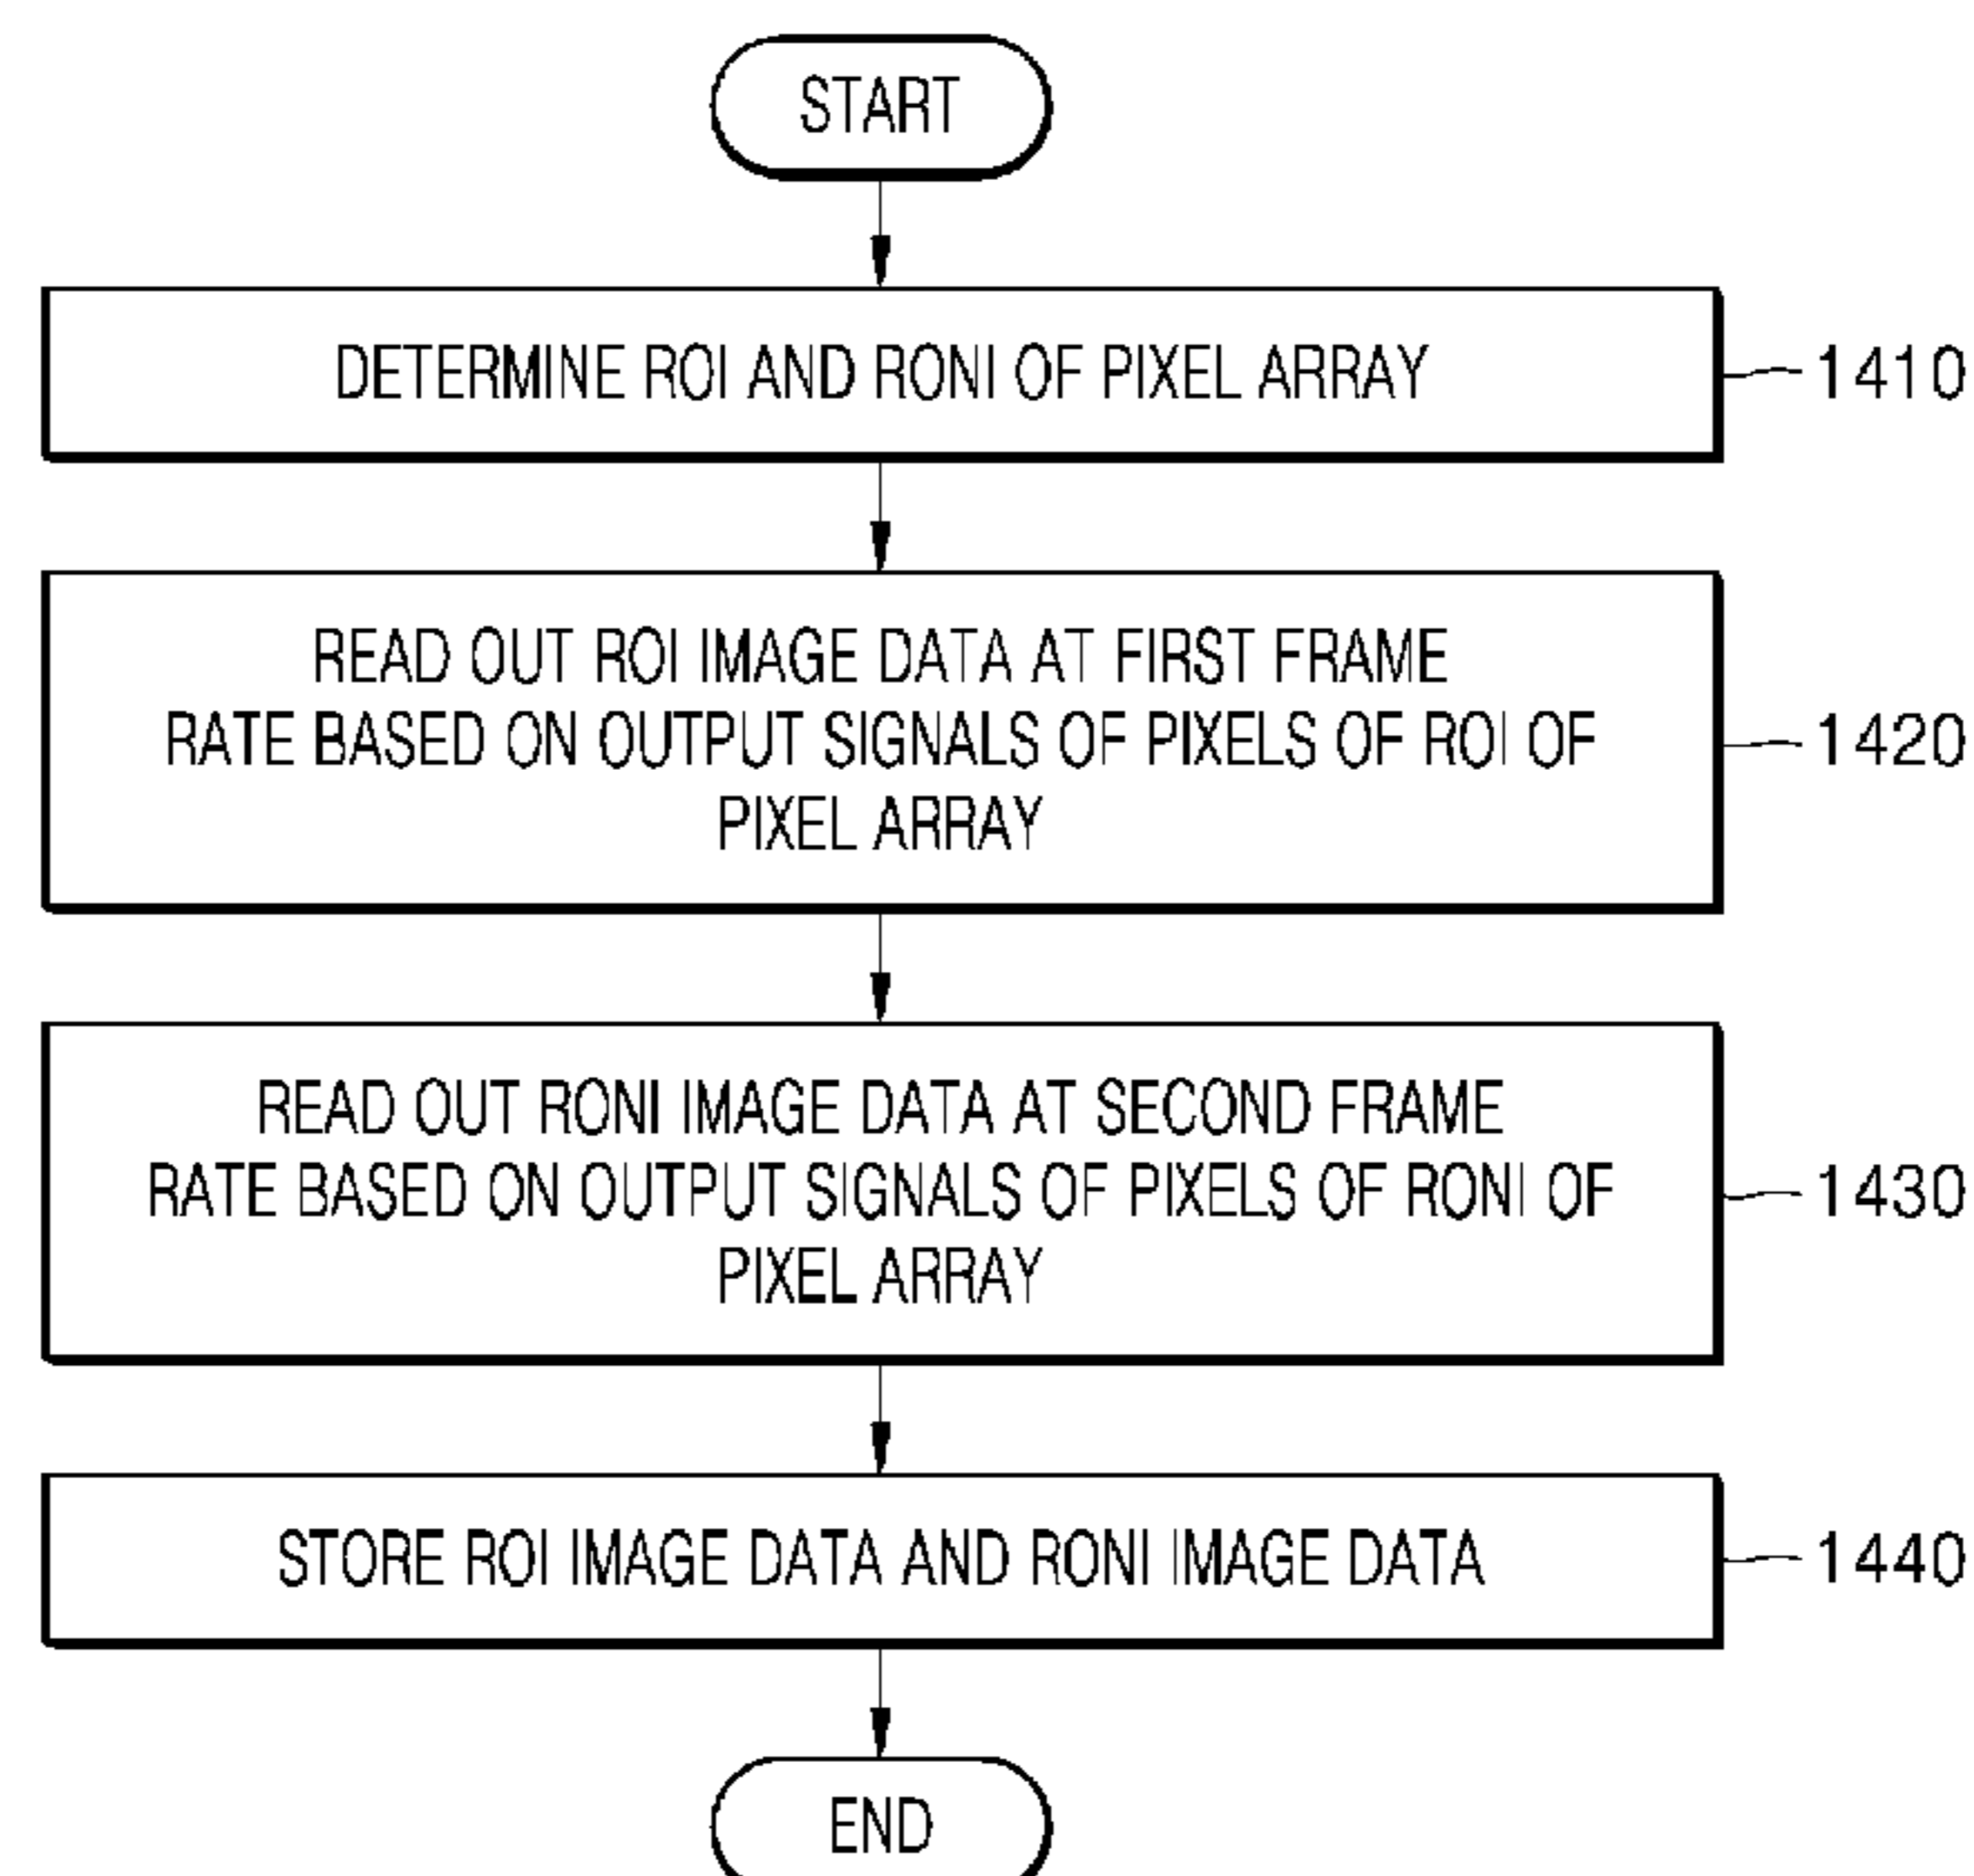 START
DETERMINE ROI AND RONI OF PIXEL ARRAY
1410
READ OUT ROI IMAGE DATA AT FIRST FRAME
RATE BASED ON OUTPUT SIGNALS OF PIXELS OF ROI OF
PIXEL ARRAY
1420
READ OUT RONI IMAGE DATA AT SECOND FRAME
RATE BASED ON OUTPUT SIGNALS OF PIXELS OF RONI OF
PIXEL ARRAY
1430
STORE ROI IMAGE DATA AND RONI IMAGE DATA
1440
END